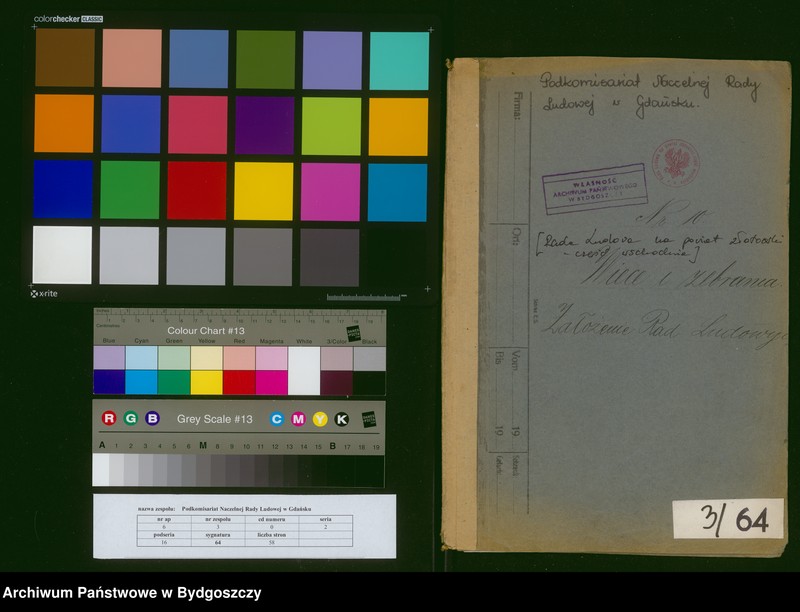 colorchecker CLASSIC
x-rite
Colour Chart #13
Blue Cyan Green Yellow Red Magenta White 3/Color Black
R G B Grey Scale #13 C M Y K
A 1 2 3 4 5 6 M 8 9 10 11 12 13 14 15 B 17 18 19
nazwa zespołu: Podkomisariat Naczelnej Rady Ludowej w Gdańsku
nr ap nr zespołu cd numeru seria
6 3 0 2
podseria sygnatura liczba stron
16 64 58
Podkomisariat Naczelnej Rady
Ludowej w Gdańsku.
Firma:
WŁASNOŚĆ
ARCHIWUM PAŃSTWOWEGO
W BYDGOSZCZY
No 10
Ort:
[Rada Ludowa na powiat złotowski
- część wschodnia]
Wiece i zebrania
Założenie Rad Ludowych
Vom: 19
Bis 19
3/64
Archiwum Państwowe w Bydgoszczy